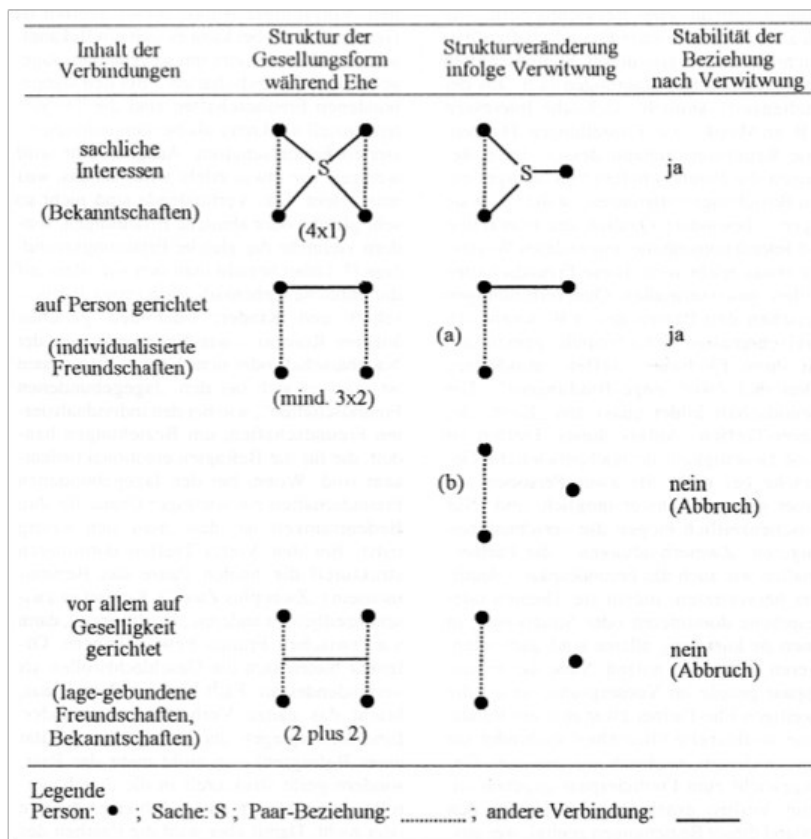 Inhalt der Verbindungen
Struktur der Gesellungsform während Ehe
Strukturveränderung infolge Verwitwung
Stabilität der Beziehung nach Verwitwung
sachliche Interessen
(Bekanntschaften)
S
(4x1)
S
ja
auf Person gerichtet
(individualisierte Freundschaften)
(mind. 3x2)
(a)
ja
(b)
nein
(Abbruch)
vor allem auf Geselligkeit gerichtet
(lage-gebundene Freundschaften, Bekanntschaften)
(2 plus 2)
nein
(Abbruch)
Legende
Person: ● ; Sache: S ; Paar-Beziehung: ............ ; andere Verbindung: ______